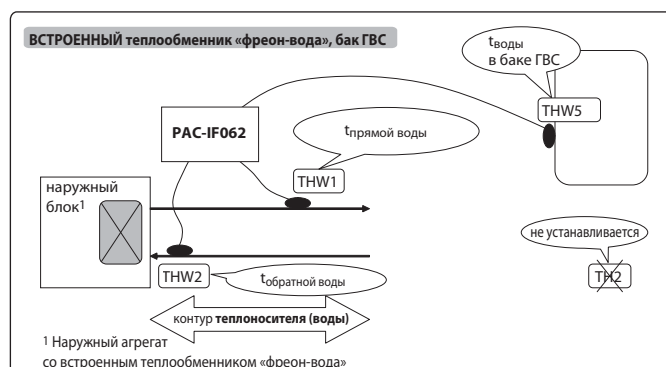 ВСТРОЕННЫЙ теплообменник «фреон-вода», бак ГВС
tводы
в баке ГВС
THW5
PAC-IF062
tпрямой воды
THW1
наружный
блок1
не устанавливается
TH2
THW2
tобратной воды
контур теплоносителя (воды)
1 Наружный агрегат
со встроенным теплообменником «фреон-вода»